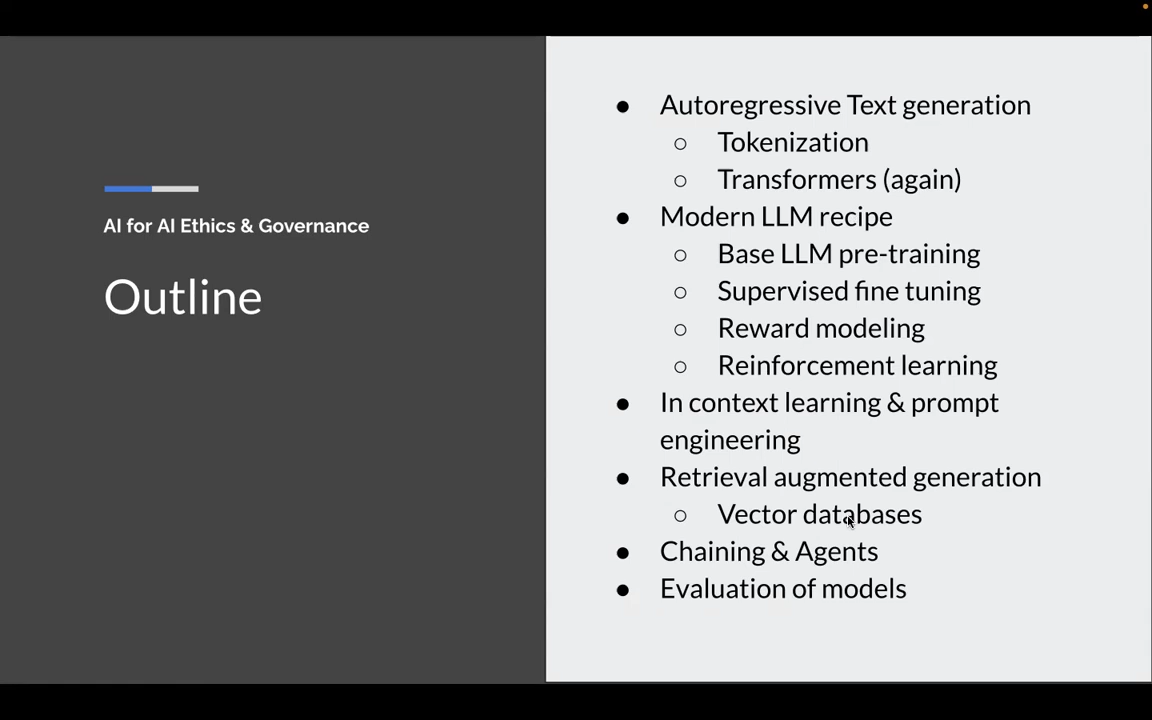 AI for AI Ethics & Governance
Outline
● Autoregressive Text generation
○ Tokenization
○ Transformers (again)
● Modern LLM recipe
○ Base LLM pre-training
○ Supervised fine tuning
○ Reward modeling
○ Reinforcement learning
● In context learning & prompt
engineering
● Retrieval augmented generation
○ Vector databases
● Chaining & Agents
● Evaluation of models